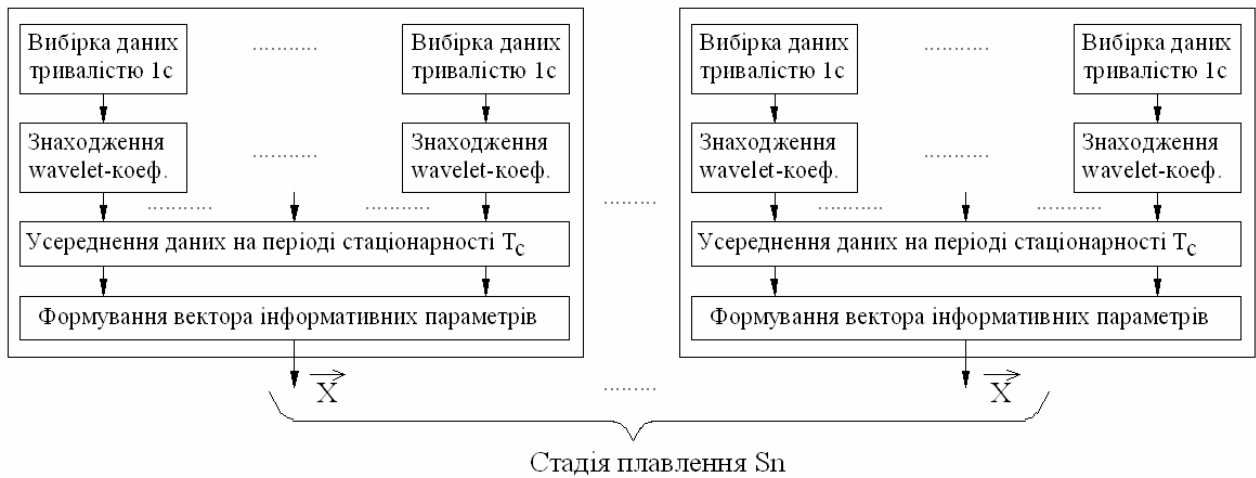 Вибірка даних тривалістю 1с
.......... 
Вибірка даних тривалістю 1с
Вибірка даних тривалістю 1с
..........
Вибірка даних тривалістю 1с
Знаходження wavelet-коеф.
..........
Знаходження wavelet-коеф.
Знаходження wavelet-коеф.
..........
Знаходження wavelet-коеф.
.......... ..........
........
.......... ..........
Усереднення даних на періоді стаціонарності Tс
Усереднення даних на періоді стаціонарності Tс
Формування вектора інформативних параметрів
Формування вектора інформативних параметрів
X
........
X
Стадія плавлення Sn